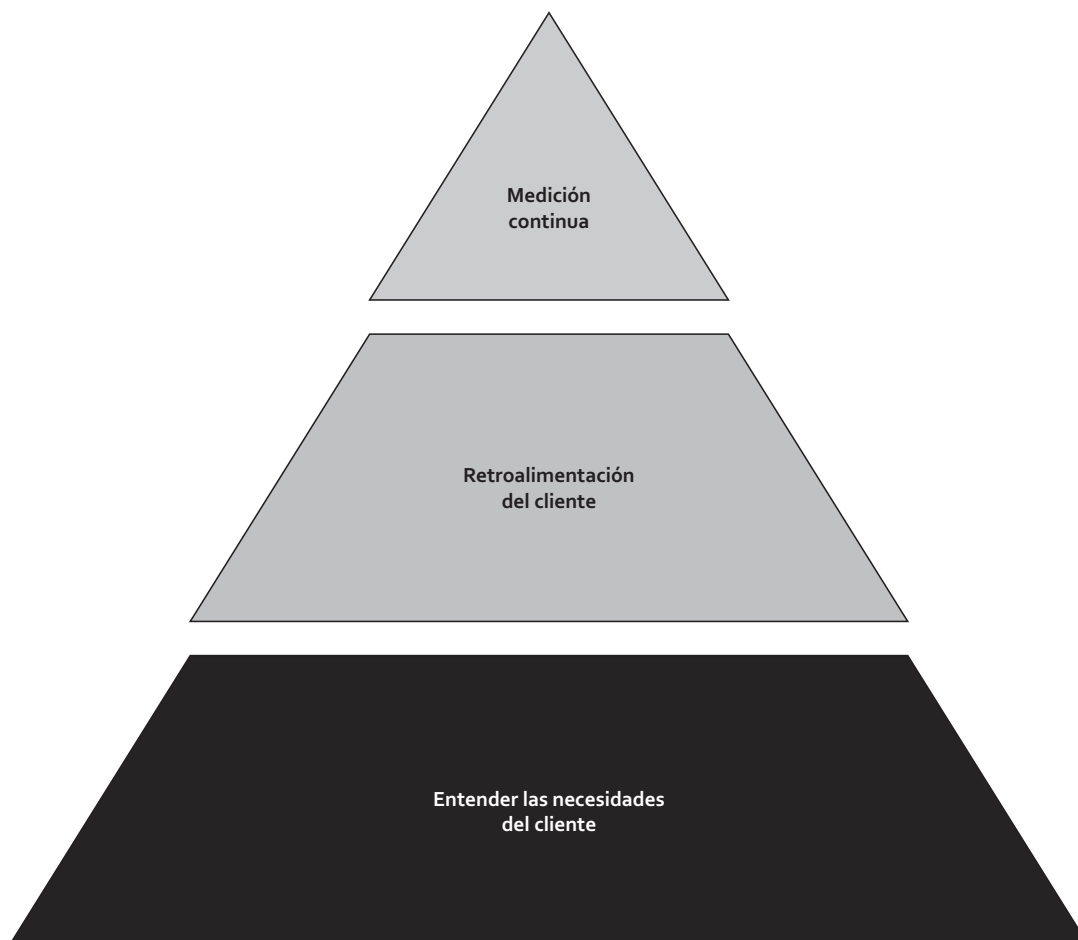 Medición
continua
Retroalimentación
del cliente
Entender las necesidades
del cliente